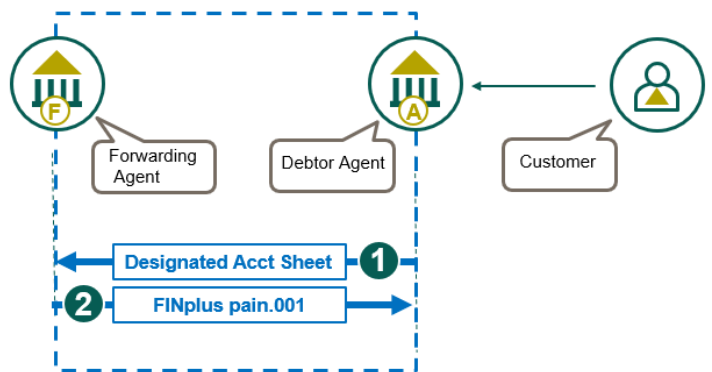 F
A
Forwarding
Agent
Debtor Agent
Customer
Designated Acct Sheet
1
2
FINplus pain.001